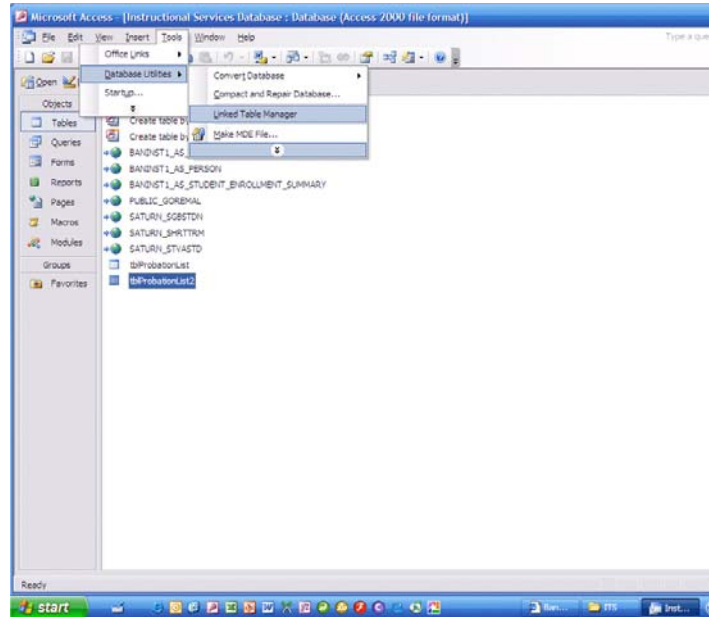 Microsoft Access - [Instructional Services Database : Database (Access 2000 file format)]
File Edit View Insert Tools Window Help
Type a que
Office Links
Database Utilities
Startup...
Convert Database
Compact and Repair Database...
Linked Table Manager
Make MDE File...
Open
Objects
Tables
Queries
Forms
Reports
Pages
Macros
Modules
Groups
Favorites
Create table by
Create table by
BANINST1_AS_
BANINST1_AS_PERSON
BANINST1_AS_STUDENT_ENROLLMENT_SUMMARY
PUBLIC_GOREMAL
SATURN_SGBSTDN
SATURN_SHRTTRM
SATURN_STVASTD
tblProbationList
tblProbationList2
Ready
start
Ban...
ITS
Inst...